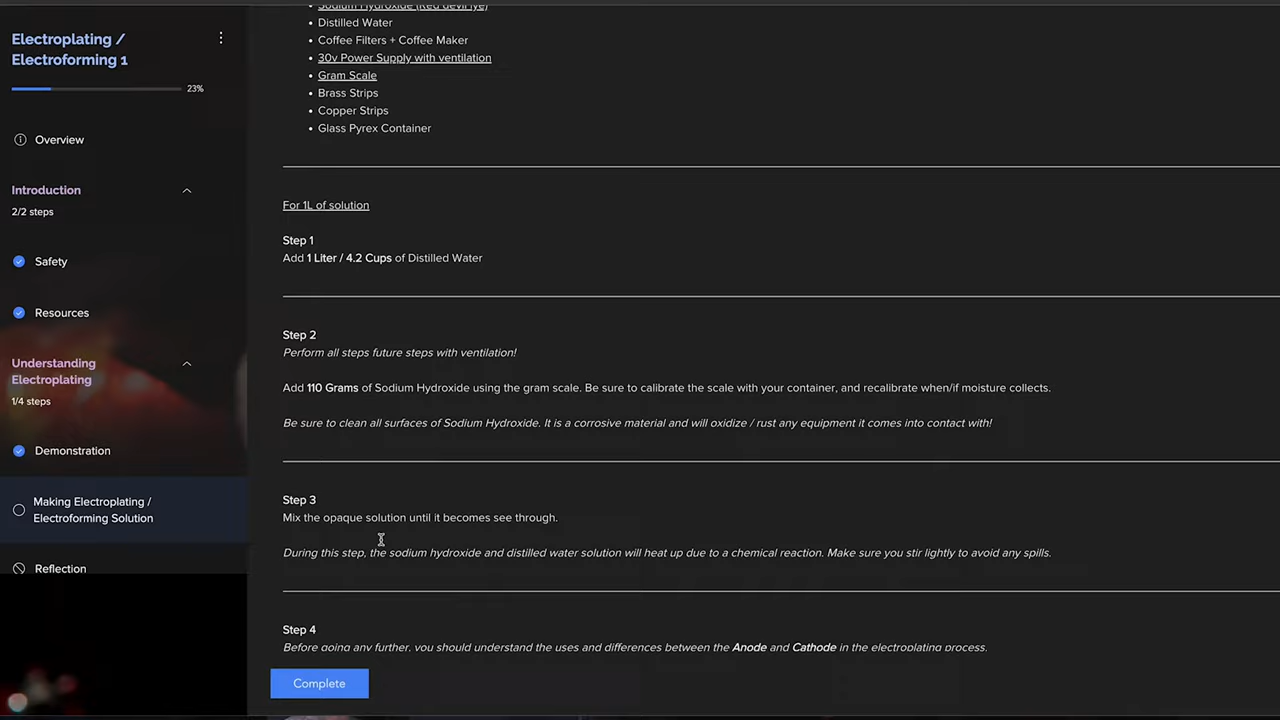 Electroplating /
Electroforming 1
23%
Overview
Introduction
2/2 steps
Safety
Resources
Understanding
Electroplating
1/4 steps
Demonstration
Making Electroplating /
Electroforming Solution
Reflection
Sodium Hydroxide (Red devil lye)
• Distilled Water
• Coffee Filters + Coffee Maker
• 30v Power Supply with ventilation
• Gram Scale
• Brass Strips
• Copper Strips
• Glass Pyrex Container
For 1L of solution
Step 1
Add 1 Liter / 4.2 Cups of Distilled Water
Step 2
Perform all steps future steps with ventilation!
Add 110 Grams of Sodium Hydroxide using the gram scale. Be sure to calibrate the scale with your container, and recalibrate when/if moisture collects.
Be sure to clean all surfaces of Sodium Hydroxide. It is a corrosive material and will oxidize / rust any equipment it comes into contact with!
Step 3
Mix the opaque solution until it becomes see through.
During this step, the sodium hydroxide and distilled water solution will heat up due to a chemical reaction. Make sure you stir lightly to avoid any spills.
Step 4
Before going any further, you should understand the uses and differences between the Anode and Cathode in the electroplating process.
Complete